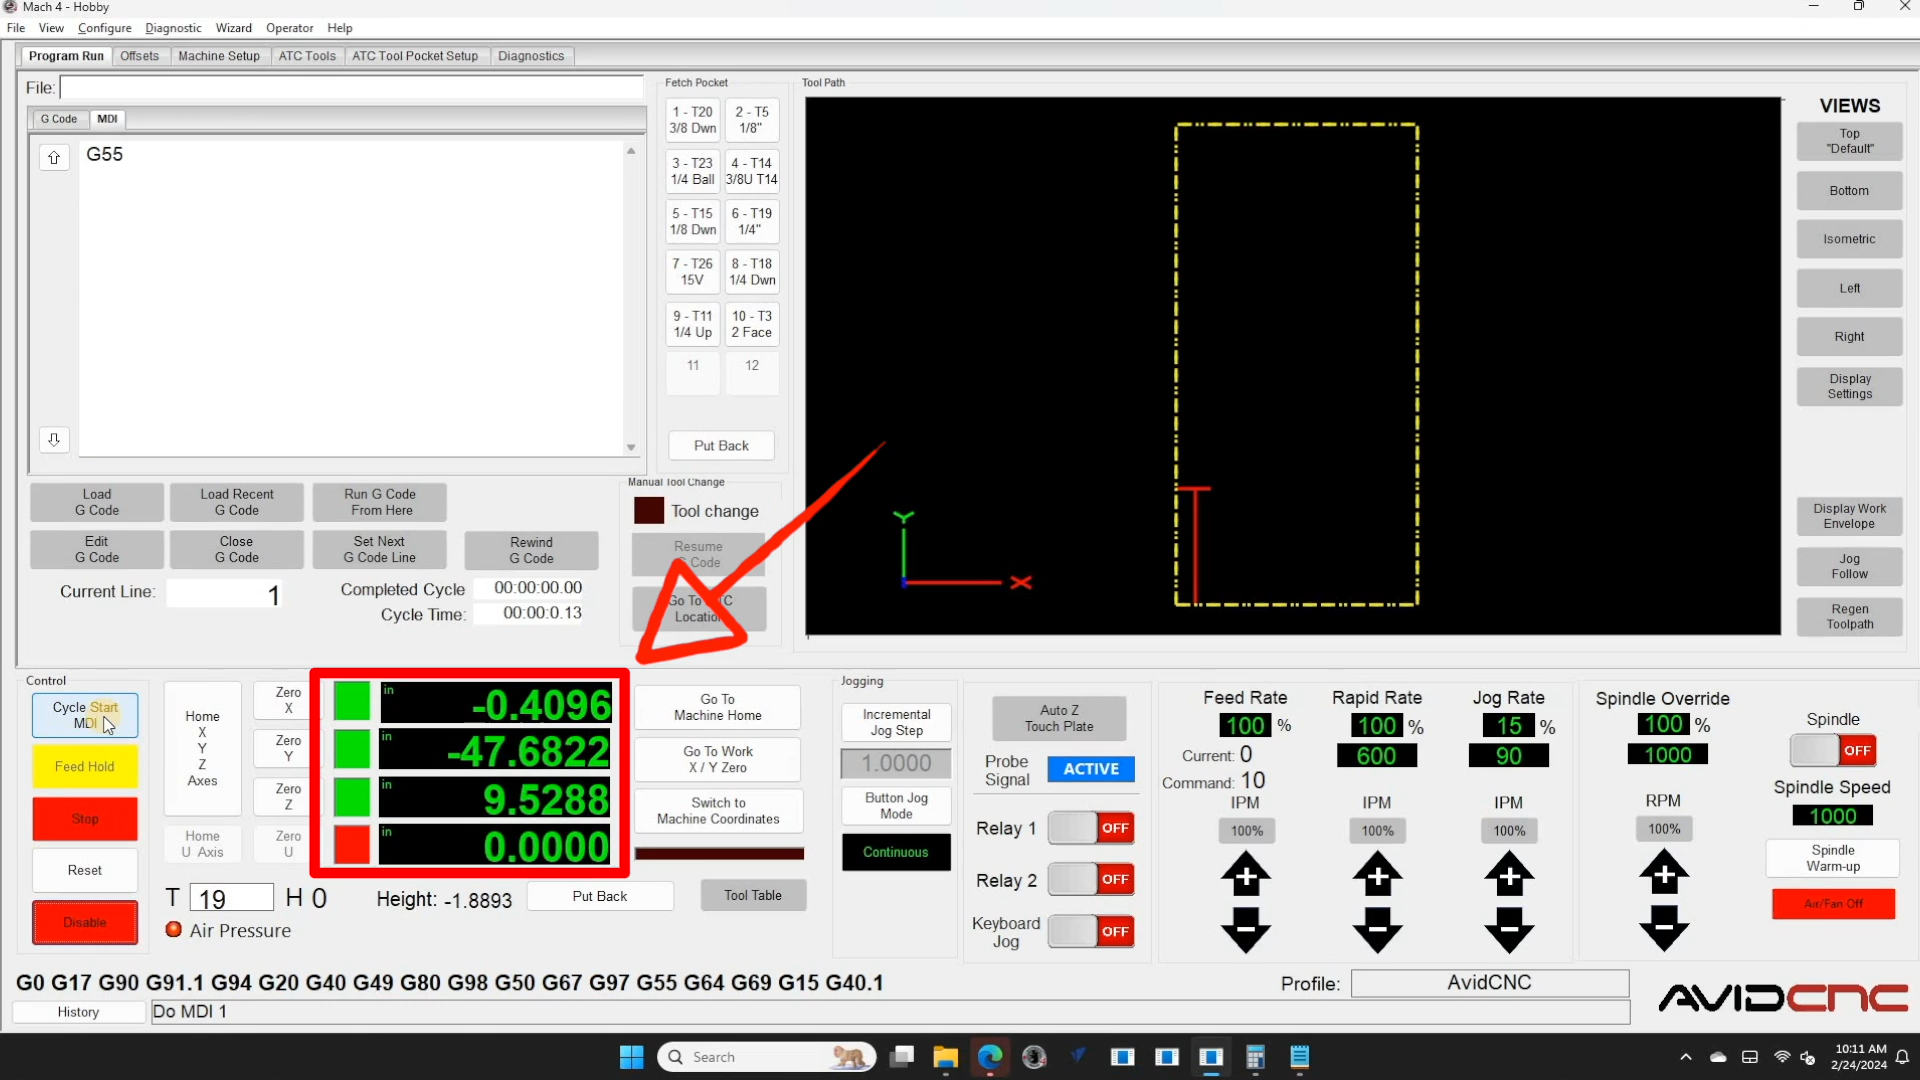 Mach 4 - Hobby
File View Configure Diagnostic Wizard Operator Help
Program Run Offsets Machine Setup ATC Tools ATC Tool Pocket Setup Diagnostics
File:
G Code MDI
G55
Fetch Pocket
1 - T20
3/8 Dwn
2 - T5
1/8"
3 - T23
1/4 Ball
4 - T14
3/8U T14
5 - T15
1/8 Dwn
6 - T19
1/4"
7 - T26
15V
8 - T18
1/4 Dwn
9 - T11
1/4 Up
10 - T3
2 Face
11
12
Put Back
Tool Path
Y
X
VIEWS
Top
"Default"
Bottom
Isometric
Left
Right
Display
Settings
Display Work
Envelope
Jog
Follow
Regen
Toolpath
Load
G Code
Load Recent
G Code
Run G Code
From Here
Edit
G Code
Close
G Code
Set Next
G Code Line
Rewind
G Code
Current Line: 1
Completed Cycle 00:00:00.00
Cycle Time: 00:00:0.13
Manual Tool Change
Tool change
Resume
Code
Go To
Location
Control
Cycle Start
MDI
Feed Hold
Stop
Reset
Disable
Home
X
Y
Z
Axes
Home
U Axis
Zero
X
Zero
Y
Zero
Z
Zero
U
in -0.4096
in -47.6822
in 9.5288
in 0.0000
Go To
Machine Home
Go To Work
X / Y Zero
Switch to
Machine Coordinates
T 19 H 0 Height: -1.8893 Put Back Tool Table
Air Pressure
Jogging
Incremental
Jog Step
1.0000
Button Jog
Mode
Continuous
Auto Z
Touch Plate
Probe
Signal
ACTIVE
Relay 1 OFF
Relay 2 OFF
Keyboard
Jog
OFF
Feed Rate
100 %
Current: 0
Command: 10
IPM
100%
Rapid Rate
100 %
600
IPM
100%
Jog Rate
15 %
90
IPM
100%
Spindle Override
100 %
1000
RPM
100%
Spindle
OFF
Spindle Speed
1000
Spindle
Warm-up
Air/Fan Off
G0 G17 G90 G91.1 G94 G20 G40 G49 G80 G98 G50 G67 G97 G55 G64 G69 G15 G40.1
Profile: AvidCNC
AVIDCNC
History Do MDI 1
Search
10:11 AM
2/24/2024